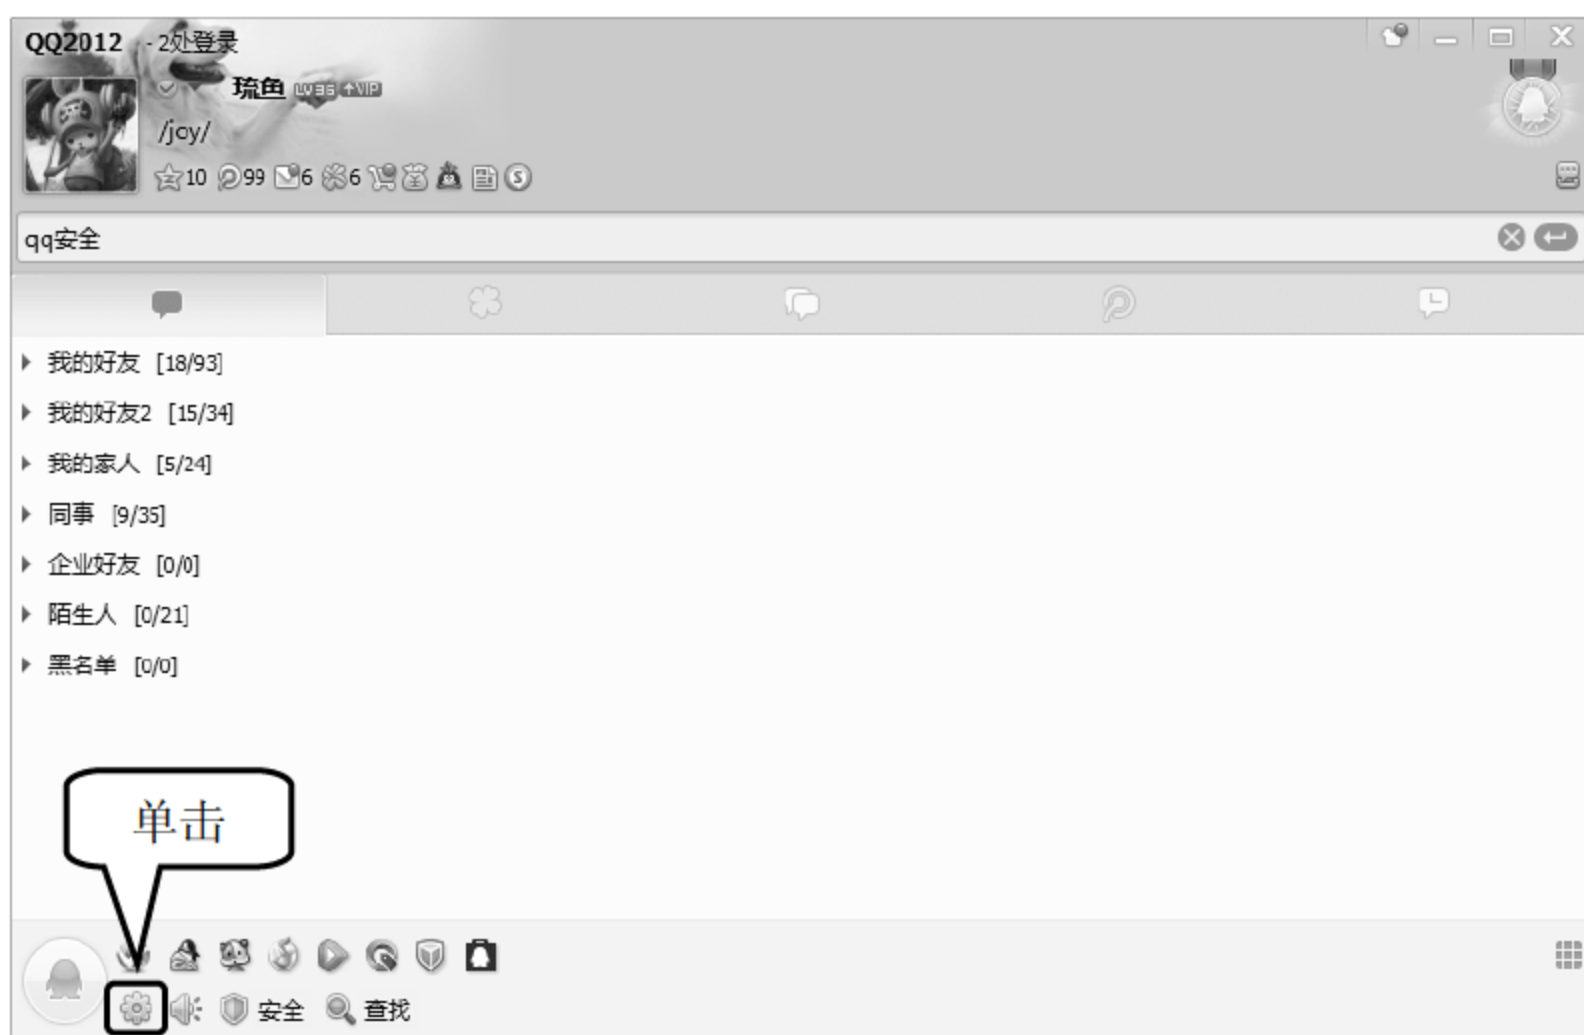 QQ2012 - 2处登录
琉鱼 LV36 ↑VIP
/joy/
10 99 6 6
qq安全
我的好友 [18/93]
我的好友2 [15/34]
我的家人 [5/24]
同事 [9/35]
企业好友 [0/0]
陌生人 [0/21]
黑名单 [0/0]
单击
安全 查找